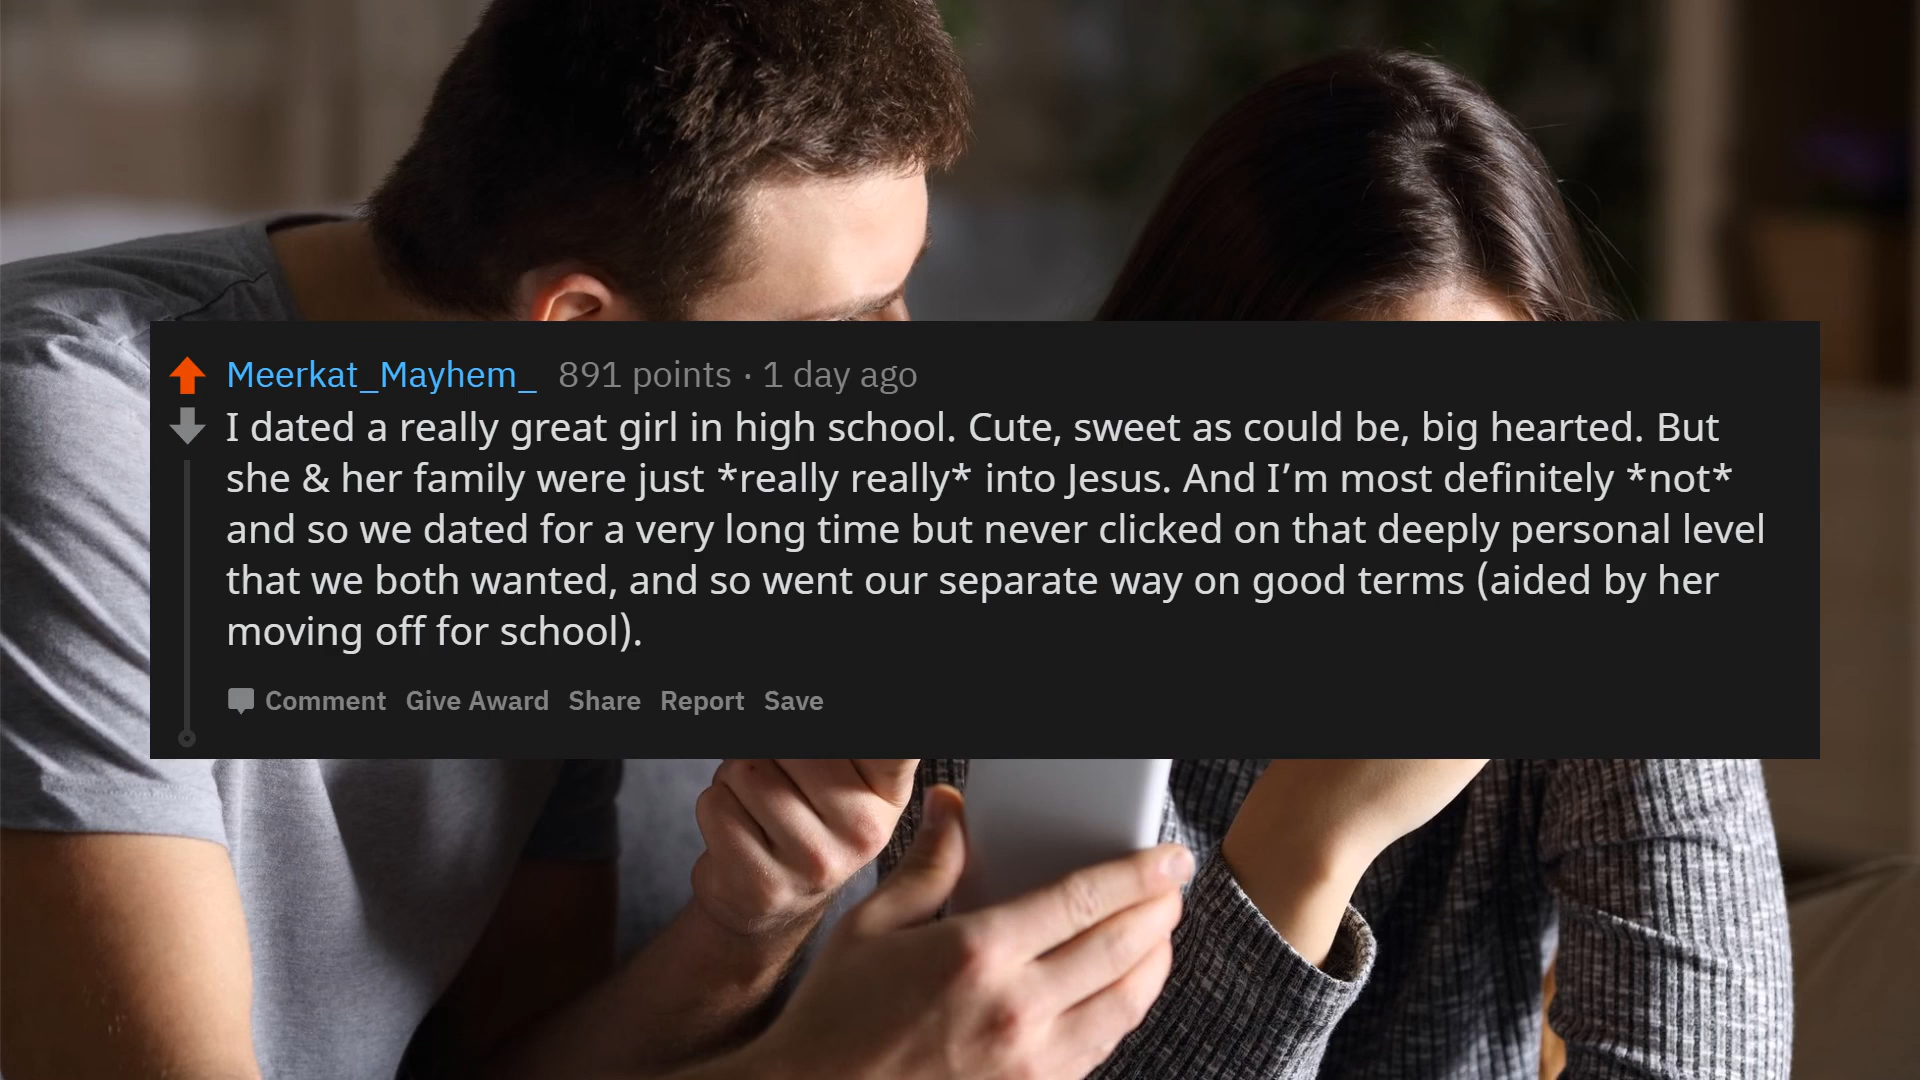 Meerkat_Mayhem_ 891 points · 1 day ago
I dated a really great girl in high school. Cute, sweet as could be, big hearted. But
she & her family were just *really really* into Jesus. And I’m most definitely *not*
and so we dated for a very long time but never clicked on that deeply personal level
that we both wanted, and so went our separate way on good terms (aided by her
moving off for school).
Comment Give Award Share Report Save